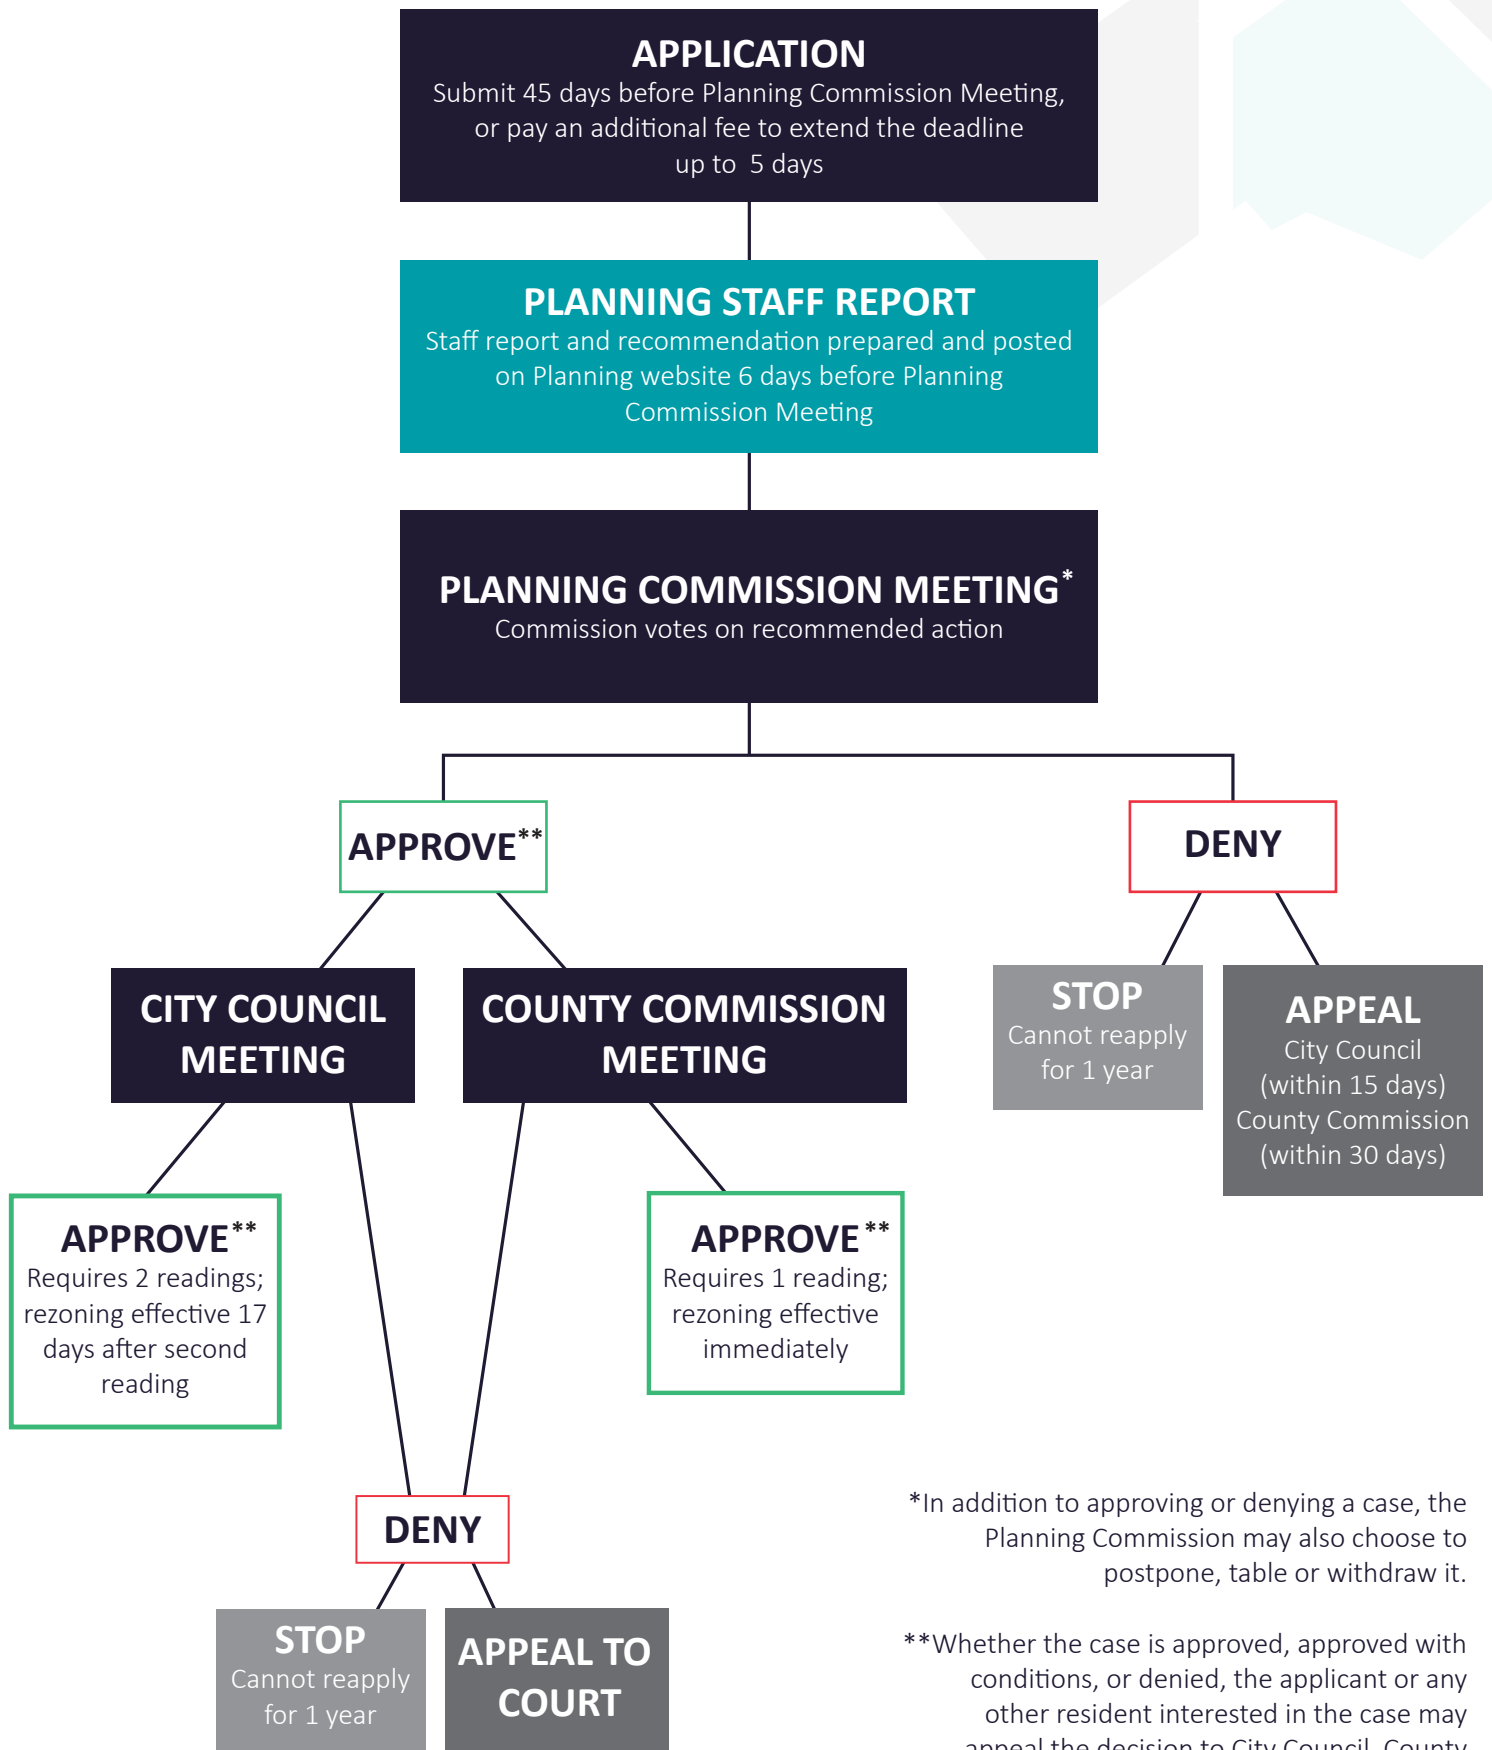 APPLICATION
Submit 45 days before Planning Commission Meeting,
or pay an additional fee to extend the deadline
up to 5 days
PLANNING STAFF REPORT
Staff report and recommendation prepared and posted
on Planning website 6 days before Planning
Commission Meeting
PLANNING COMMISSION MEETING*
Commission votes on recommended action
APPROVE**
DENY
CITY COUNCIL
MEETING
COUNTY COMMISSION
MEETING
STOP
Cannot reapply
for 1 year
APPEAL
City Council
(within 15 days)
County Commission
(within 30 days)
APPROVE**
Requires 2 readings;
rezoning effective 17
days after second
reading
APPROVE**
Requires 1 reading;
rezoning effective
immediately
DENY
STOP
Cannot reapply
for 1 year
APPEAL TO
COURT
*In addition to approving or denying a case, the
Planning Commission may also choose to
postpone, table or withdraw it.
**Whether the case is approved, approved with
conditions, or denied, the applicant or any
other resident interested in the case may
appeal the decision to City Council, County